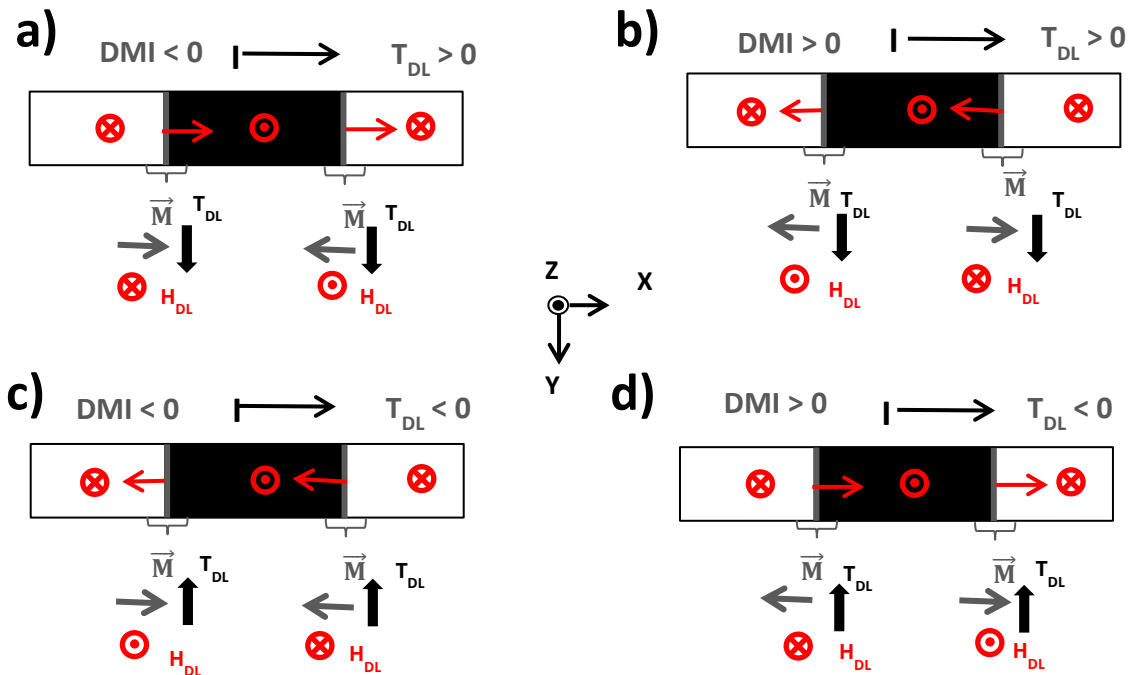 a)
DMI < 0 I T_DL > 0
M T_DL M T_DL
H_DL H_DL
b)
DMI > 0 I T_DL > 0
M T_DL M T_DL
H_DL H_DL
Z X
Y
c)
DMI < 0 I T_DL < 0
M T_DL M T_DL
H_DL H_DL
d)
DMI > 0 I T_DL < 0
M T_DL M T_DL
H_DL H_DL